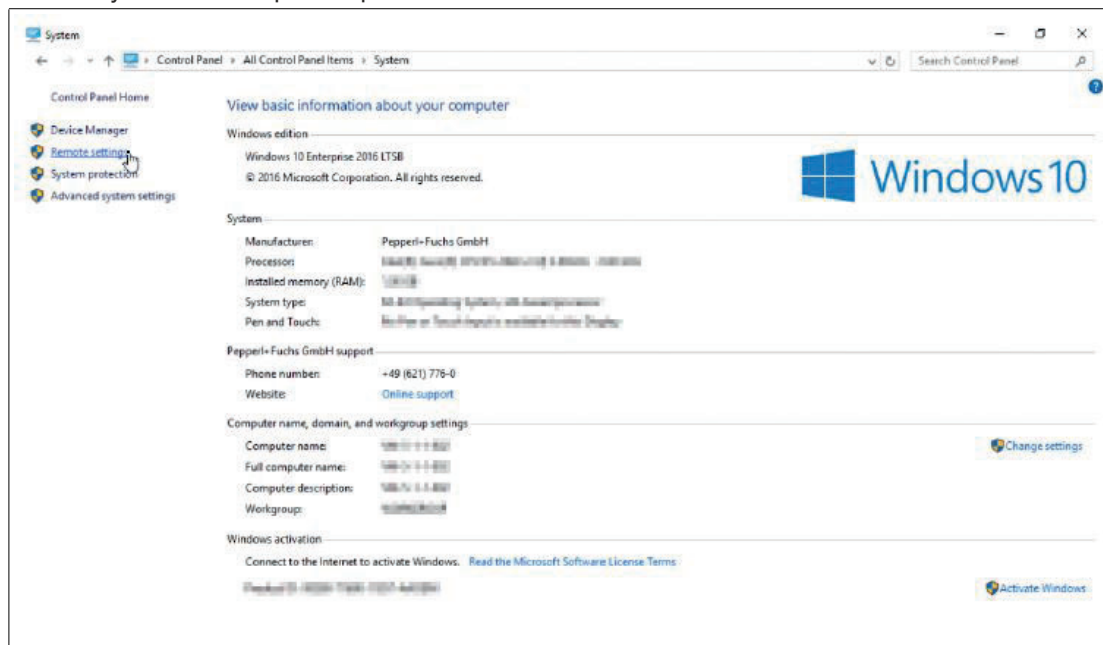 System
Control Panel All Control Panel Items System
Search Control Panel
Control Panel Home
Device Manager
Remote settings
System protection
Advanced system settings
View basic information about your computer
Windows edition
Windows 10 Enterprise 2016 LTSB
© 2016 Microsoft Corporation. All rights reserved.
Windows 10
System
Manufacturer: Pepperl+Fuchs GmbH
Processor:
Installed memory (RAM):
System type:
Pen and Touch:
Pepperl+Fuchs GmbH support
Phone number: +49 (621) 776-0
Website: Online support
Computer name, domain, and workgroup settings
Computer name: Change settings
Full computer name:
Computer description:
Workgroup:
Windows activation
Connect to the Internet to activate Windows. Read the Microsoft Software License Terms
Activate Windows